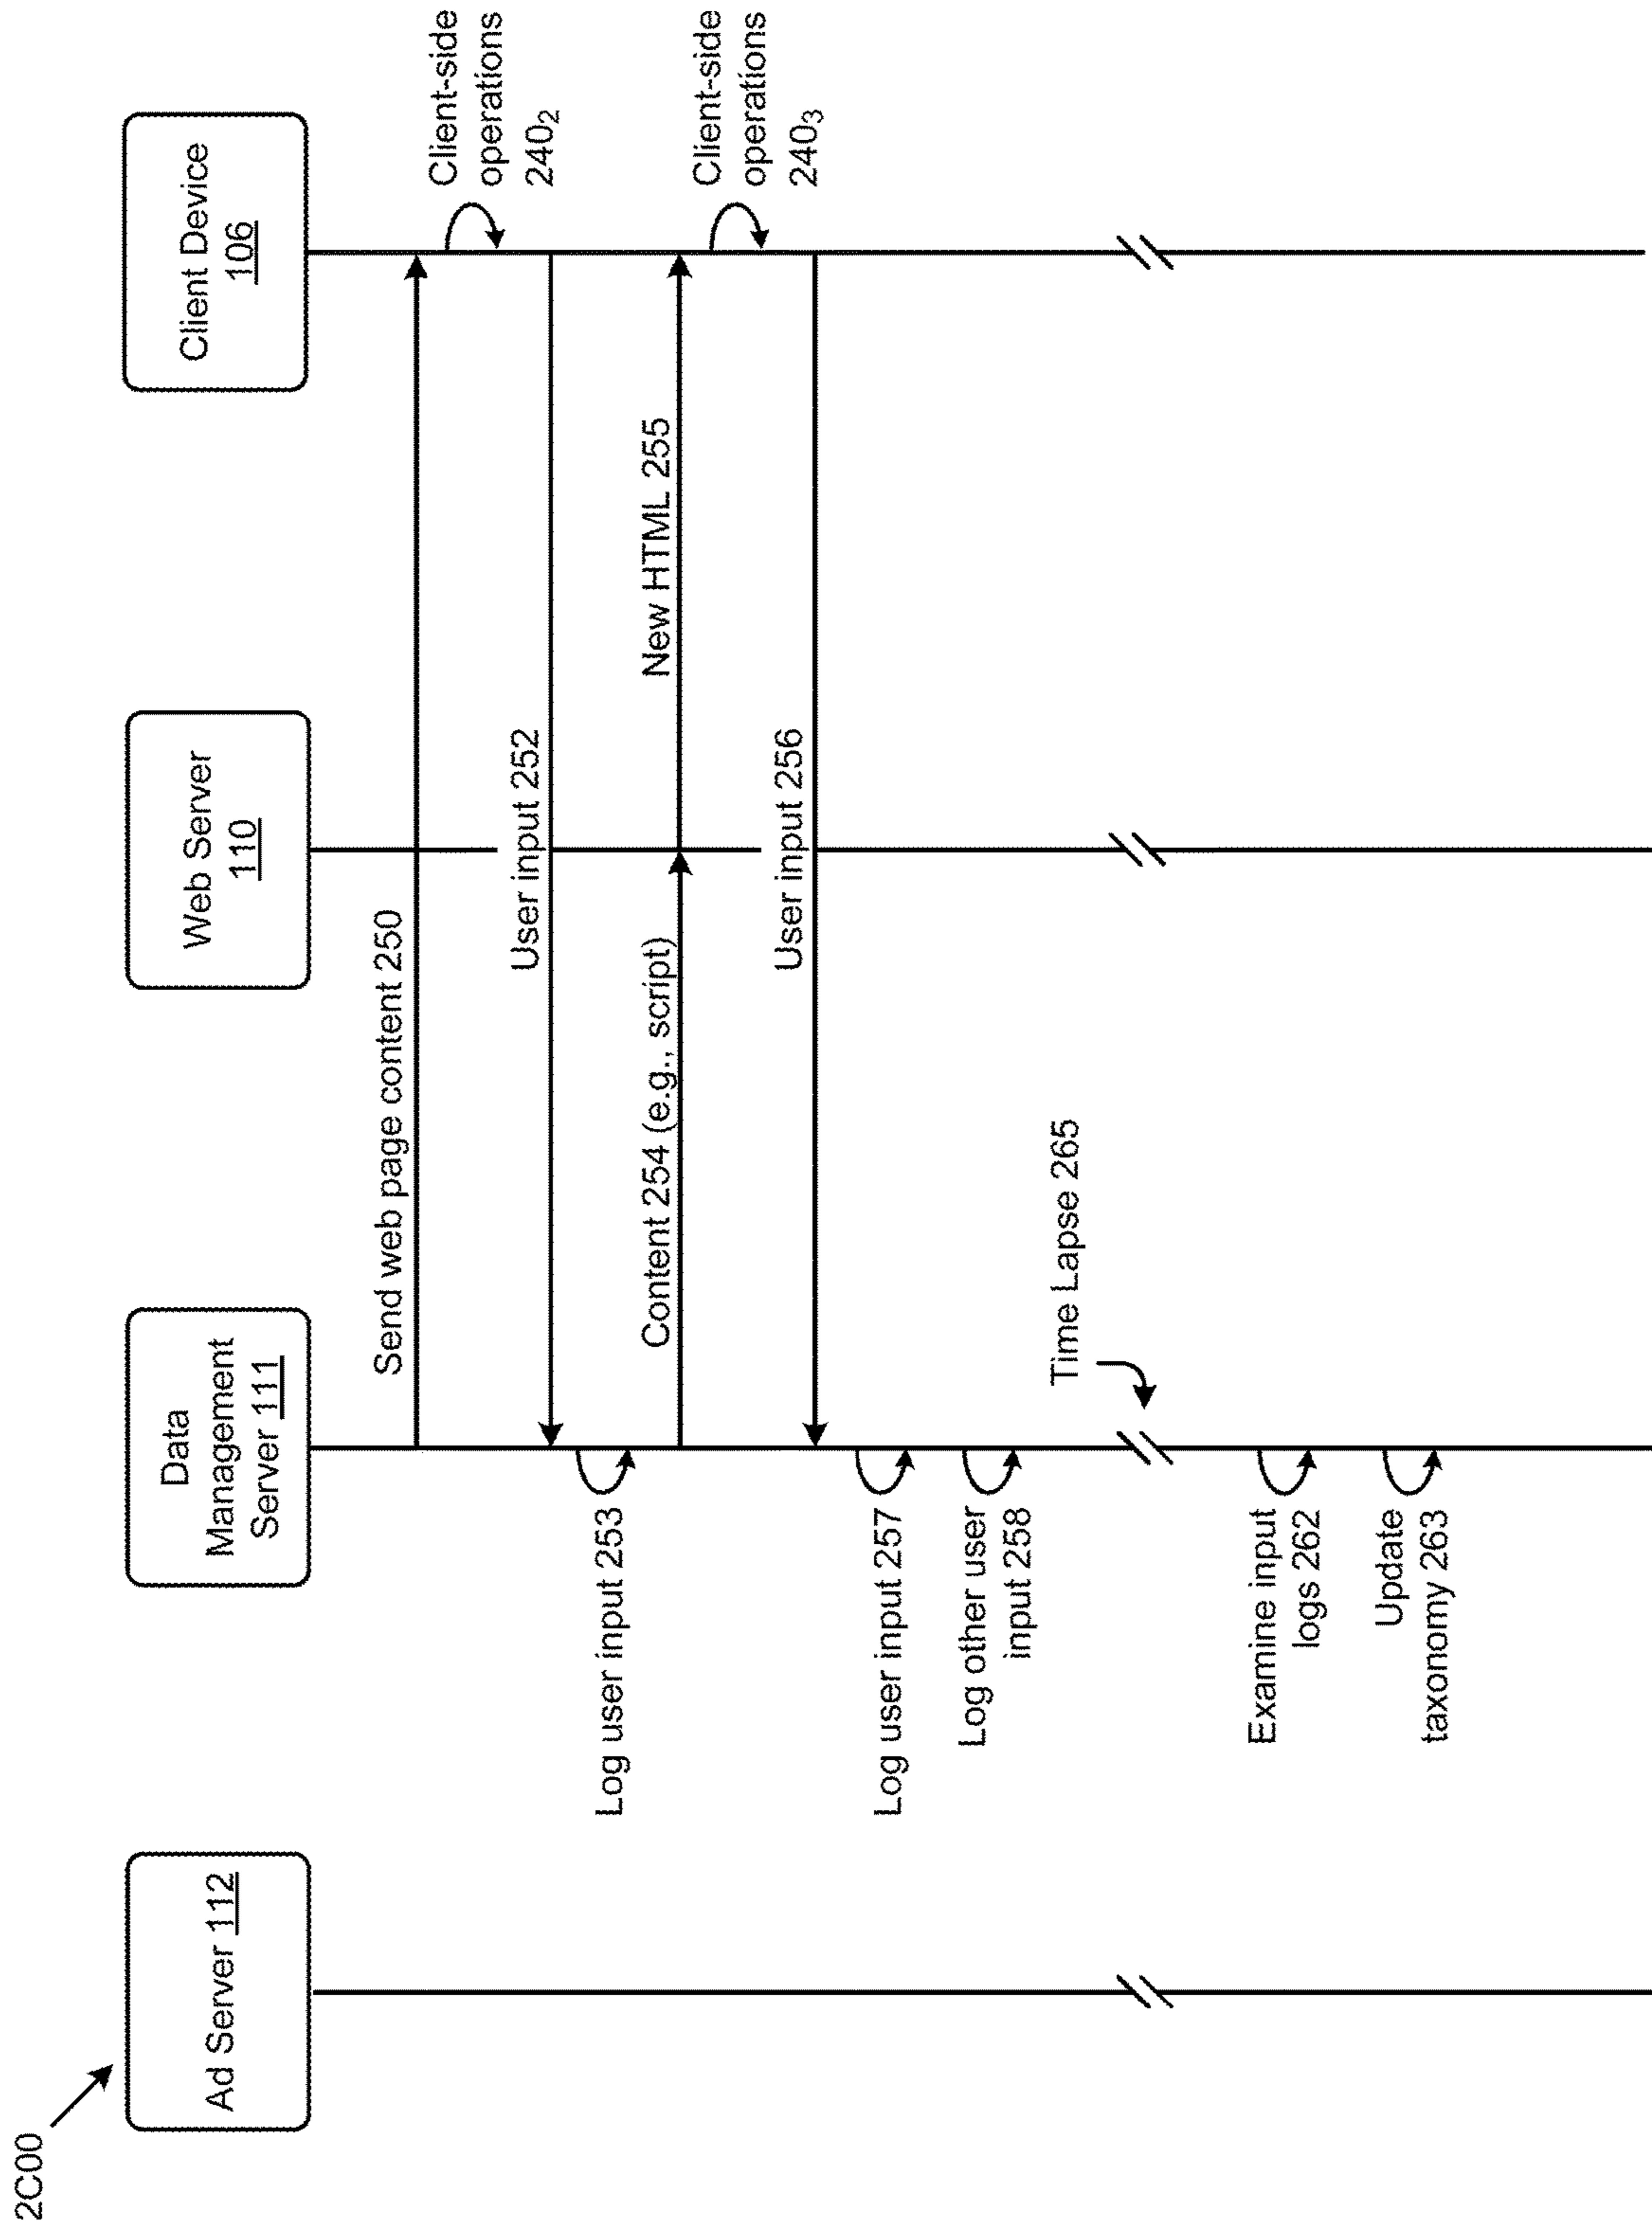 2C00
Ad Server 112
Data
Management
Server 111
Web Server
110
Client Device
106
Send web page content 250
Client-side
operations
240₂
User input 252
Log user input 253
Content 254 (e.g., script)
New HTML 255
Client-side
operations
240₃
User input 256
Log user input 257
Log other user
input 258
Time Lapse 265
Examine input
logs 262
Update
taxonomy 263